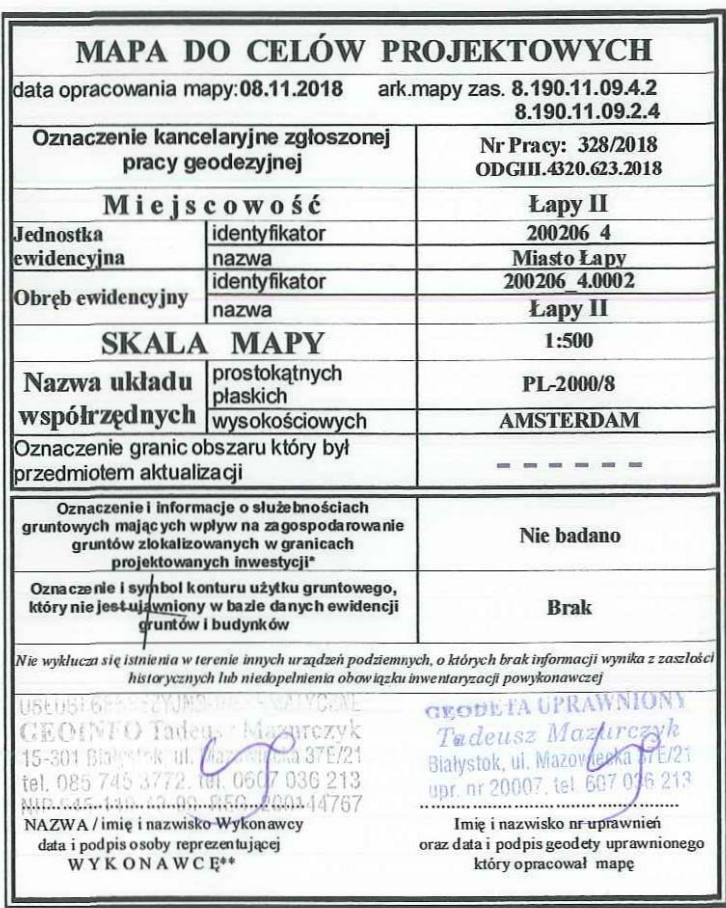 MAPA DO CELÓW PROJEKTOWYCH
data opracowania mapy:08.11.2018 ark.mapy zas. 8.190.11.09.4.2
8.190.11.09.2.4
Oznaczenie kancelaryjne zgłoszonej
pracy geodezyjnej
Nr Pracy: 328/2018
ODGIII.4320.623.2018
Miejscowość
Łapy II
Jednostka
ewidencyjna
identyfikator
200206_4
nazwa
Miasto Łapy
Obręb ewidencyjny
identyfikator
200206_4.0002
nazwa
Łapy II
SKALA MAPY
1:500
Nazwa układu
współrzędnych
prostokątnych
płaskich
PL-2000/8
wysokościowych
AMSTERDAM
Oznaczenie granic obszaru który był
przedmiotem aktualizacji
Oznaczenie i informacje o służebnościach
gruntowych mających wpływ na zagospodarowanie
gruntów zlokalizowanych w granicach
projektowanych inwestycji*
Nie badano
Oznaczenie i symbol konturu użytku gruntowego,
który nie jest ujawniony w bazie danych ewidencji
gruntów i budynków
Brak
Nie wyklucza się istnienia w terenie innych urządzeń podziemnych, o których brak informacji wynika z zaszłości
historycznych lub niedopełnienia obowiązku inwentaryzacji powykonawczej
USŁUGI
GEOINFO Tadeusz Mazurczyk
15-301 Białystok, ul. Mazowiecka 37E/21
tel. 085 745 3772, tel. 0607 036 213
NAZWA / imię i nazwisko Wykonawcy
data i podpis osoby reprezentującej
WYKONAWCĘ**
GEODETA UPRAWNIONY
Tadeusz Mazurczyk
Białystok, ul. Mazowiecka 37E/21
upr. nr 20007, tel. 607 036 213
Imię i nazwisko nr uprawnień
oraz data i podpis geodety uprawnionego
który opracował mapę